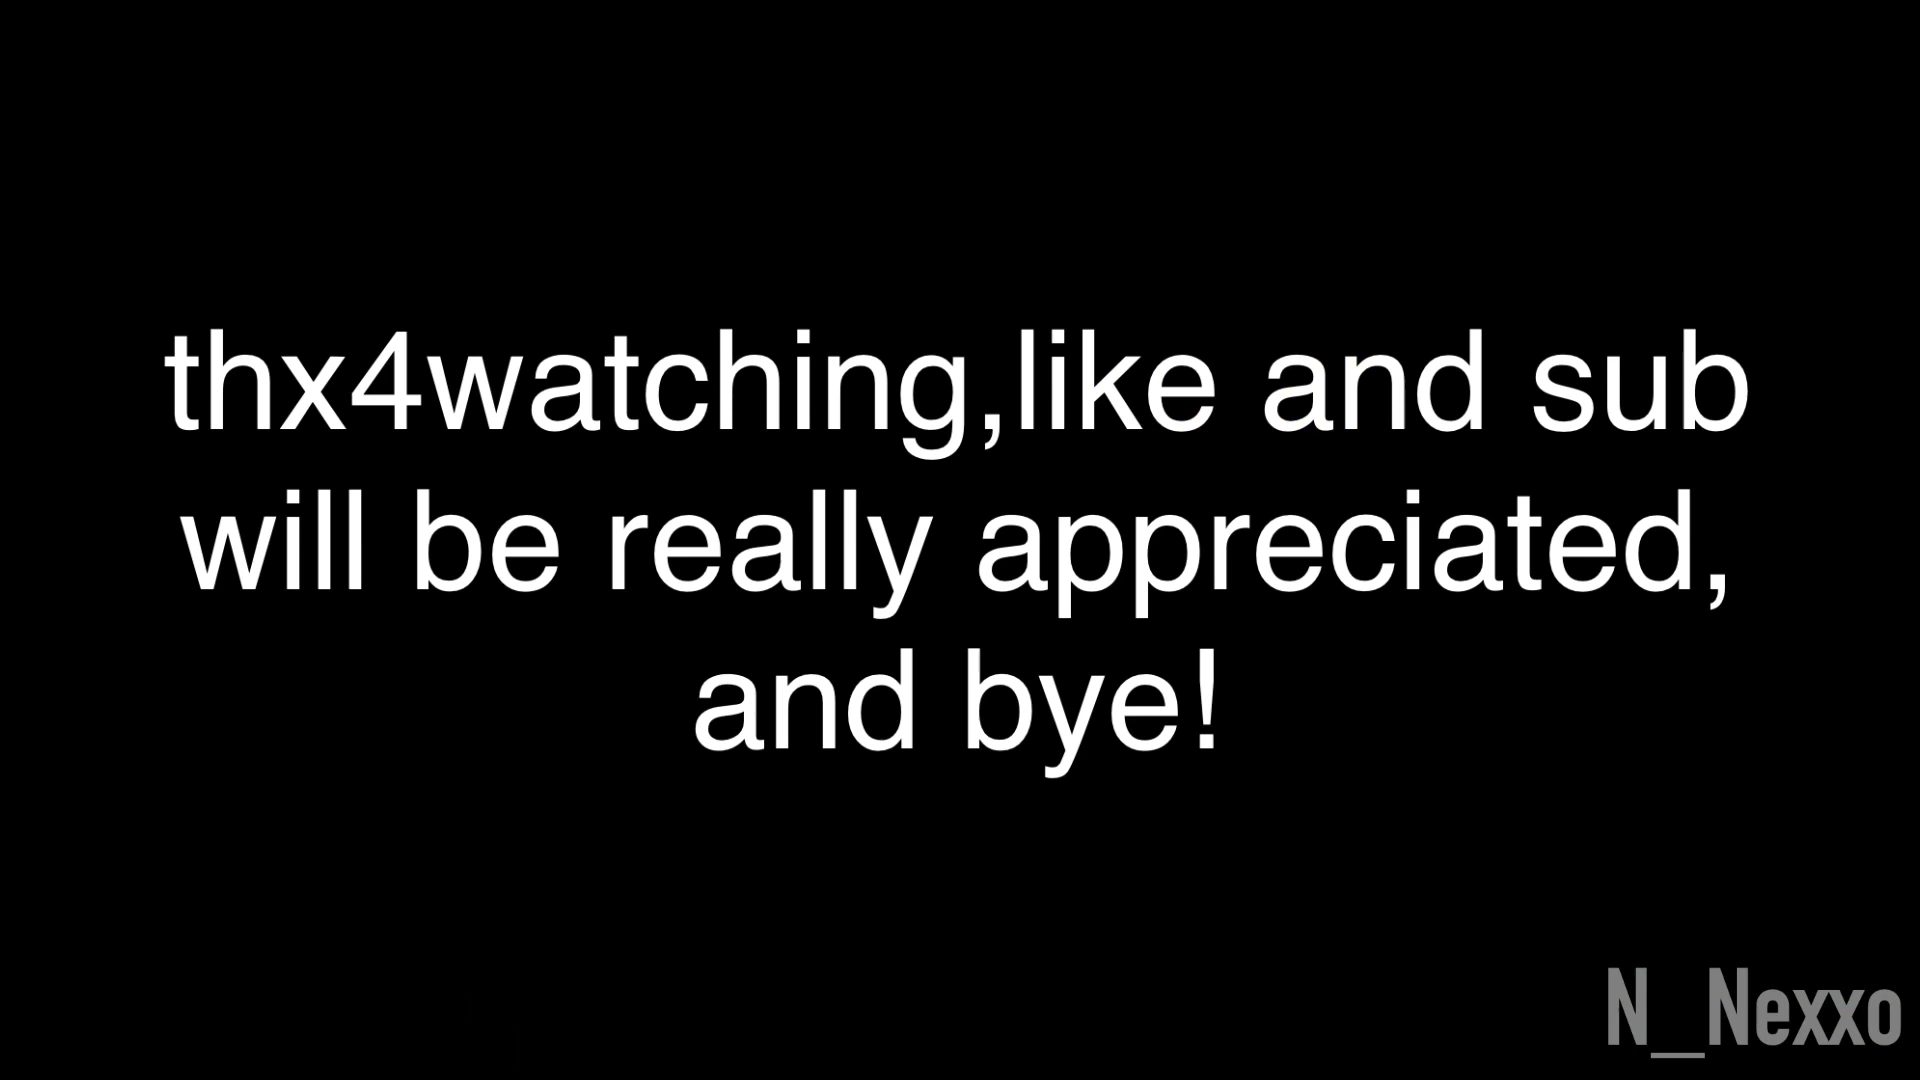 thx4watching,like and sub
will be really appreciated,
and bye!
N_Nexxo